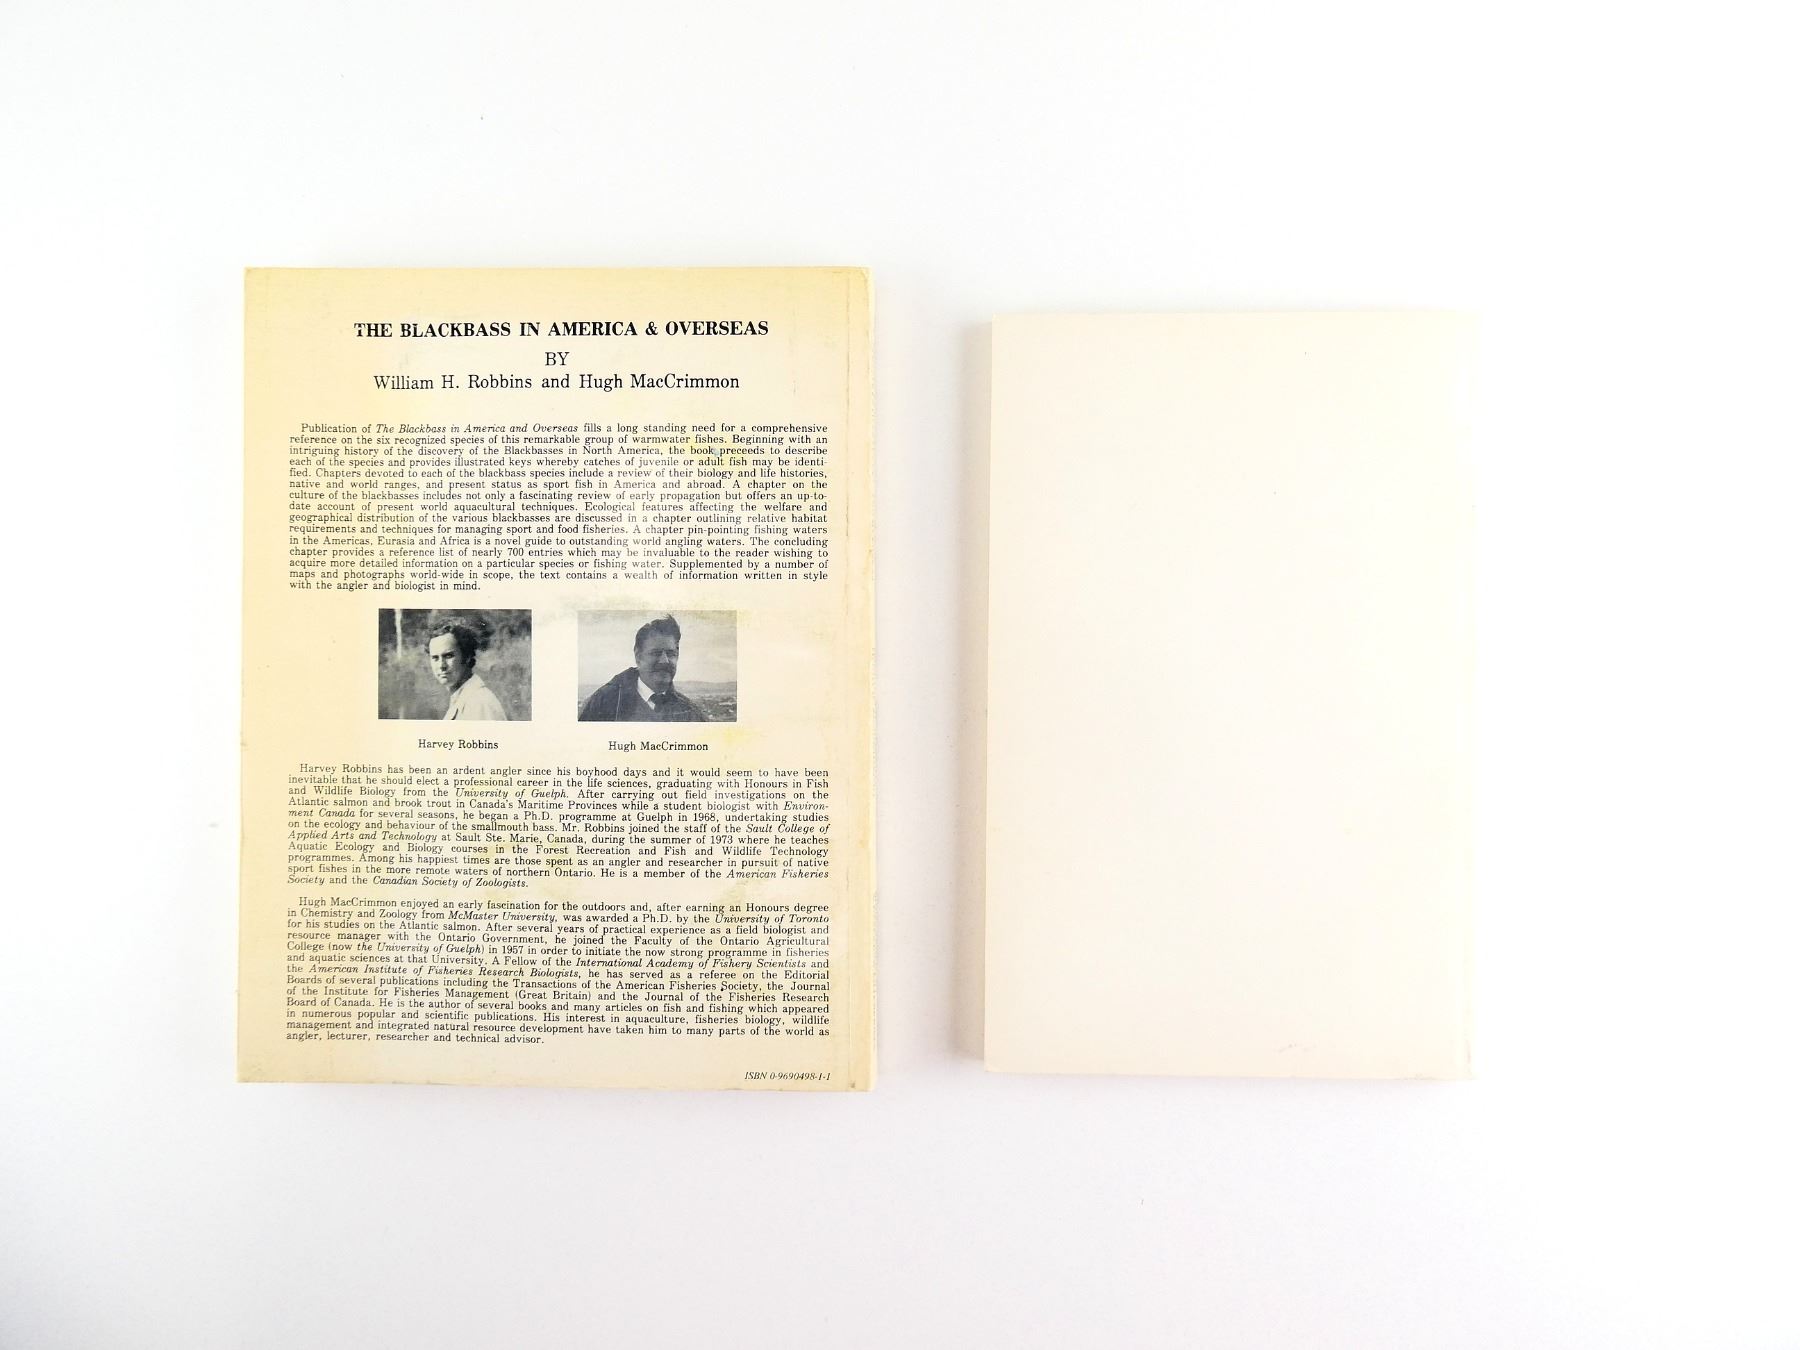 THE BLACKBASS IN AMERICA & OVERSEAS
BY
William H. Robbins and Hugh MacCrimmon
Publication of The Blackbass in America and Overseas fills a long standing need for a comprehensive
reference on the six recognized species of this remarkable group of warmwater fishes. Beginning with an
intriguing history of the discovery of the Blackbasses in North America, the book preceeds to describe
each of the species and provides illustrated keys whereby catches of juvenile or adult fish may be identi-
fied. Chapters devoted to each of the blackbass species include a review of their biology and life histories,
native and world ranges, and present status as sport fish in America and abroad. A chapter on the
culture of the blackbasses includes not only a fascinating review of early propagation but offers an up-to-
date account of present world aquacultural techniques. Ecological features affecting the welfare and
geographical distribution of the various blackbasses are discussed in a chapter outlining relative habitat
requirements and techniques for managing sport and food fisheries. A chapter pin-pointing fishing waters
in the Americas, Eurasia and Africa is a novel guide to outstanding world angling waters. The concluding
chapter provides a reference list of nearly 700 entries which may be invaluable to the reader wishing to
acquire more detailed information on a particular species or fishing water. Supplemented by a number of
maps and photographs world-wide in scope, the text contains a wealth of information written in style
with the angler and biologist in mind.
Harvey Robbins
Hugh MacCrimmon
Harvey Robbins has been an ardent angler since his boyhood days and it would seem to have been
inevitable that he should elect a professional career in the life sciences, graduating with Honours in Fish
and Wildlife Biology from the University of Guelph. After carrying out field investigations on the
Atlantic salmon and brook trout in Canada's Maritime Provinces while a student biologist with Environ-
ment Canada for several seasons, he began a Ph.D. programme at Guelph in 1968, undertaking studies
on the ecology and behaviour of the smallmouth bass. Mr. Robbins joined the staff of the Sault College of
Applied Arts and Technology at Sault Ste. Marie, Canada, during the summer of 1973 where he teaches
Aquatic Ecology and Biology courses in the Forest Recreation and Fish and Wildlife Technology
programmes. Among his happiest times are those spent as an angler and researcher in pursuit of native
sport fishes in the more remote waters of northern Ontario. He is a member of the American Fisheries
Society and the Canadian Society of Zoologists.
Hugh MacCrimmon enjoyed an early fascination for the outdoors and, after earning an Honours degree
in Chemistry and Zoology from McMaster University, was awarded a Ph.D. by the University of Toronto
for his studies on the Atlantic salmon. After several years of practical experience as a field biologist and
resource manager with the Ontario Government, he joined the Faculty of the Ontario Agricultural
College (now the University of Guelph) in 1957 in order to initiate the now strong programme in fisheries
and aquatic sciences at that University. A Fellow of the International Academy of Fishery Scientists and
the American Institute of Fisheries Research Biologists, he has served as a referee on the Editorial
Boards of several publications including the Transactions of the American Fisheries Society, the Journal
of the Institute for Fisheries Management (Great Britain) and the Journal of the Fisheries Research
Board of Canada. He is the author of several books and many articles on fish and fishing which appeared
in numerous popular and scientific publications. His interest in aquaculture, fisheries biology, wildlife
management and integrated natural resource development have taken him to many parts of the world as
angler, lecturer, researcher and technical advisor.
ISBN 0-9690498-1-1